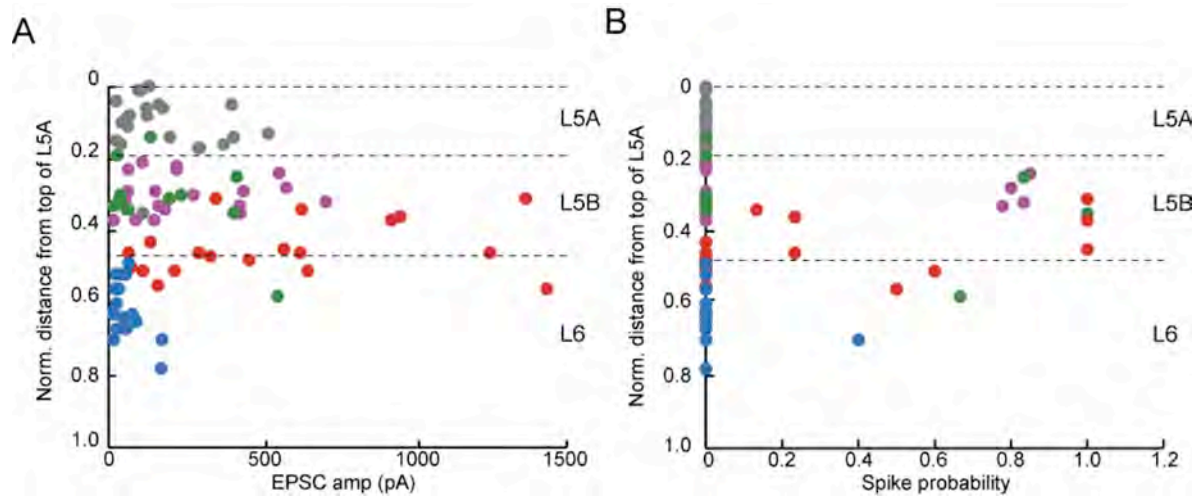 A
B
Norm. distance from top of L5A
0
0.2
0.4
0.6
0.8
1.0
L5A
L5B
L6
0
500
1000
1500
EPSC amp (pA)
Norm. distance from top of L5A
0
0.2
0.4
0.6
0.8
1.0
L5A
L5B
L6
0
0.2
0.4
0.6
0.8
1.0
1.2
Spike probability